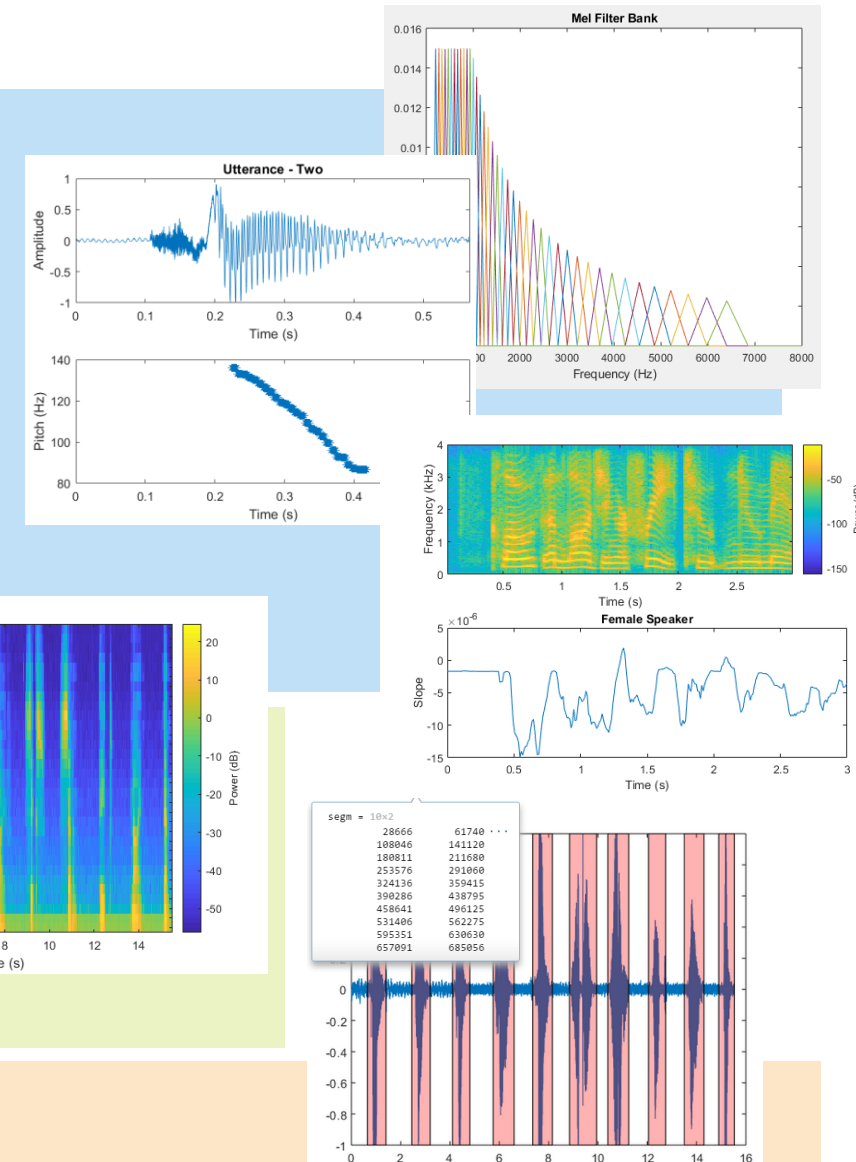 Mel Filter Bank
0.016
0.014
0.012
0.01
2000 3000 4000 5000 6000 7000 8000
Frequency (Hz)
Utterance - Two
1
0.5
0
-0.5
-1
Amplitude
0 0.1 0.2 0.3 0.4 0.5
Time (s)
140
120
100
80
Pitch (Hz)
0 0.1 0.2 0.3 0.4
Time (s)
4
3
2
1
0
Frequency (kHz)
0.5 1 1.5 2 2.5
Time (s)
-50
-100
-150
Female Speaker
× 10⁻⁶
5
0
-5
-10
-15
Slope
0 0.5 1 1.5 2 2.5 3
Time (s)
20
10
0
-10
-20
-30
-40
-50
Power (dB)
8 10 12 14
(s)
segm = 10×2
28666 61740 ...
108046 141120
180811 211680
253576 291060
324136 359415
390286 438795
458641 496125
531406 562275
595351 630630
657091 685056
0
-0.2
-0.4
-0.6
-0.8
-1
0 2 4 6 8 10 12 14 16